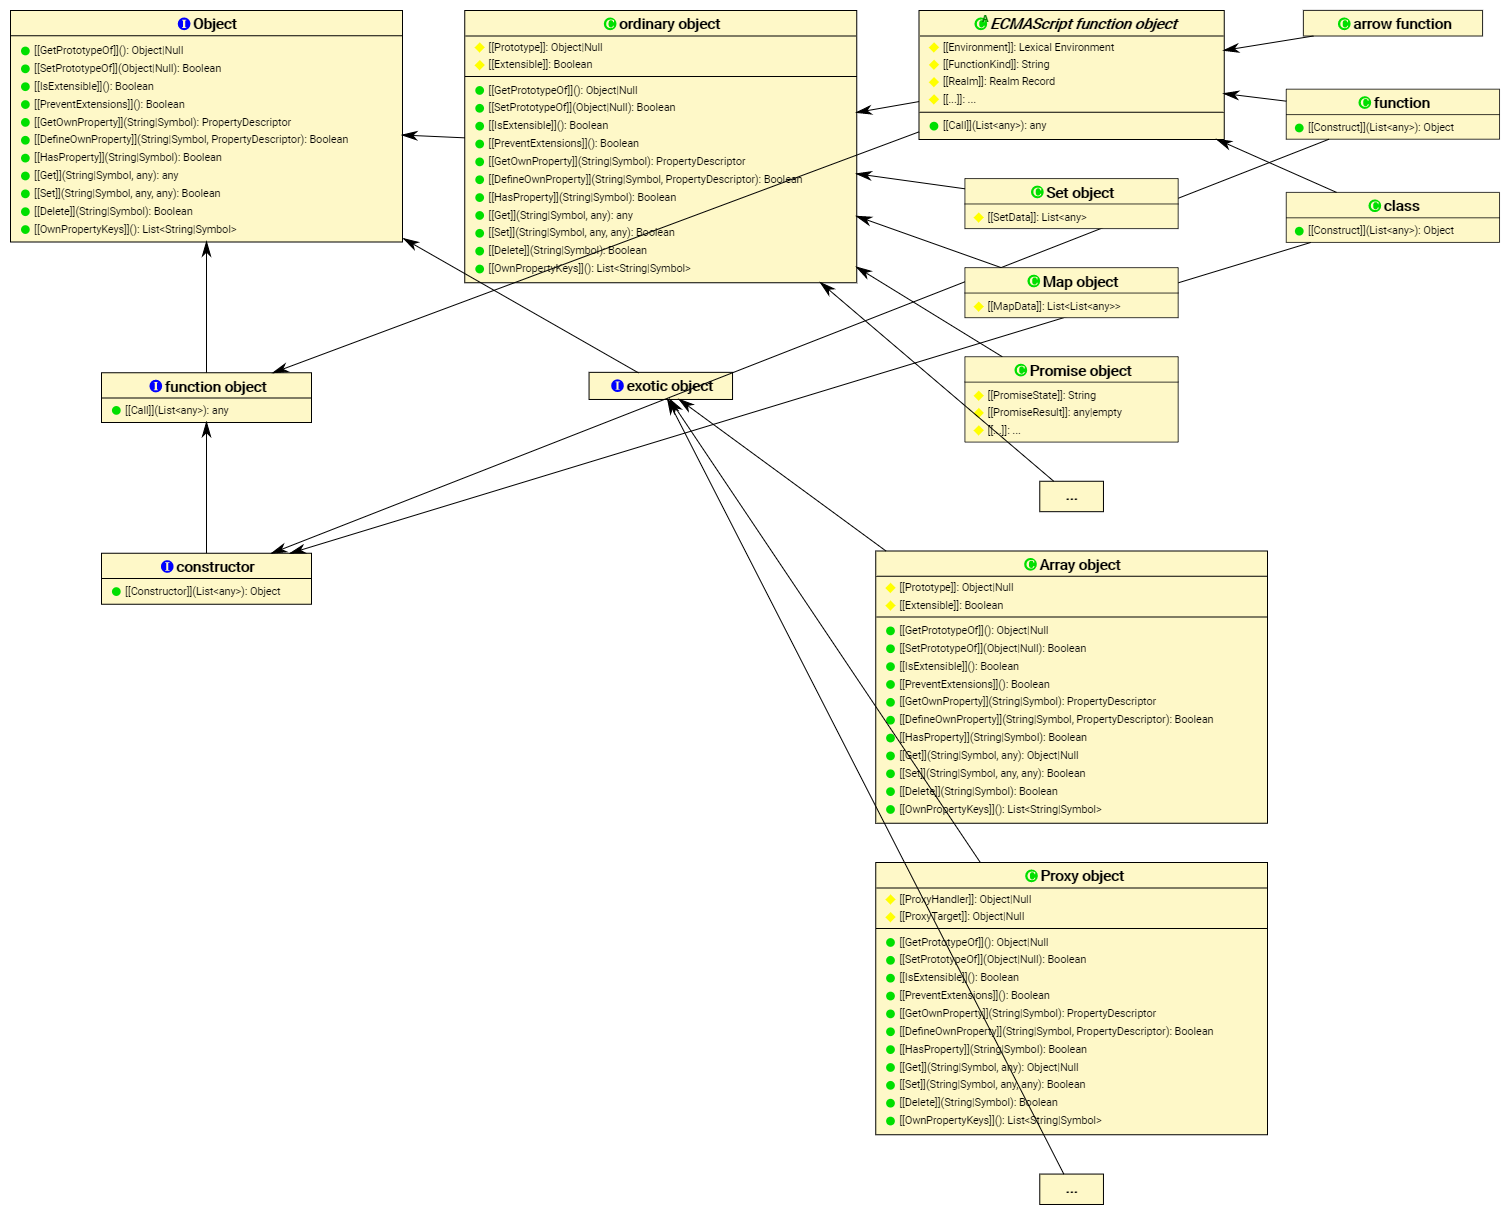 Object
[[GetPrototypeOf]](): Object|Null
[[SetPrototypeOf]](Object|Null): Boolean
[[IsExtensible]](): Boolean
[[PreventExtensions]](): Boolean
[[GetOwnProperty]](String|Symbol): PropertyDescriptor
[[DefineOwnProperty]](String|Symbol, PropertyDescriptor): Boolean
[[HasProperty]](String|Symbol): Boolean
[[Get]](String|Symbol, any): any
[[Set]](String|Symbol, any, any): Boolean
[[Delete]](String|Symbol): Boolean
[[OwnPropertyKeys]](): List<String|Symbol>
ordinary object
[[Prototype]]: Object|Null
[[Extensible]]: Boolean
[[GetPrototypeOf]](): Object|Null
[[SetPrototypeOf]](Object|Null): Boolean
[[IsExtensible]](): Boolean
[[PreventExtensions]](): Boolean
[[GetOwnProperty]](String|Symbol): PropertyDescriptor
[[DefineOwnProperty]](String|Symbol, PropertyDescriptor): Boolean
[[HasProperty]](String|Symbol): Boolean
[[Get]](String|Symbol, any): any
[[Set]](String|Symbol, any, any): Boolean
[[Delete]](String|Symbol): Boolean
[[OwnPropertyKeys]](): List<String|Symbol>
ECMAScript function object
[[Environment]]: Lexical Environment
[[FunctionKind]]: String
[[Realm]]: Realm Record
[[...]]: ...
[[Call]](List<any>): any
arrow function
function
[[Construct]](List<any>): Object
class
[[Construct]](List<any>): Object
Set object
[[SetData]]: List<any>
Map object
[[MapData]]: List<List<any>>
Promise object
[[PromiseState]]: String
[[PromiseResult]]: any|empty
[[...]]: ...
...
function object
[[Call]](List<any>): any
exotic object
constructor
[[Constructor]](List<any>): Object
Array object
[[Prototype]]: Object|Null
[[Extensible]]: Boolean
[[GetPrototypeOf]](): Object|Null
[[SetPrototypeOf]](Object|Null): Boolean
[[IsExtensible]](): Boolean
[[PreventExtensions]](): Boolean
[[GetOwnProperty]](String|Symbol): PropertyDescriptor
[[DefineOwnProperty]](String|Symbol, PropertyDescriptor): Boolean
[[HasProperty]](String|Symbol): Boolean
[[Get]](String|Symbol, any): Object|Null
[[Set]](String|Symbol, any, any): Boolean
[[Delete]](String|Symbol): Boolean
[[OwnPropertyKeys]](): List<String|Symbol>
Proxy object
[[ProxyHandler]]: Object|Null
[[ProxyTarget]]: Object|Null
[[GetPrototypeOf]](): Object|Null
[[SetPrototypeOf]](Object|Null): Boolean
[[IsExtensible]](): Boolean
[[PreventExtensions]](): Boolean
[[GetOwnProperty]](String|Symbol): PropertyDescriptor
[[DefineOwnProperty]](String|Symbol, PropertyDescriptor): Boolean
[[HasProperty]](String|Symbol): Boolean
[[Get]](String|Symbol, any): Object|Null
[[Set]](String|Symbol, any, any): Boolean
[[Delete]](String|Symbol): Boolean
[[OwnPropertyKeys]](): List<String|Symbol>
...